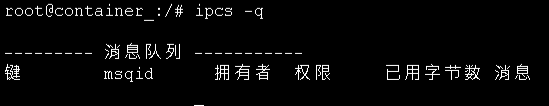 root@container_:/# ipcs -q
--------- 消息队列 -----------
键 msqid 拥有者 权限 已用字节数 消息